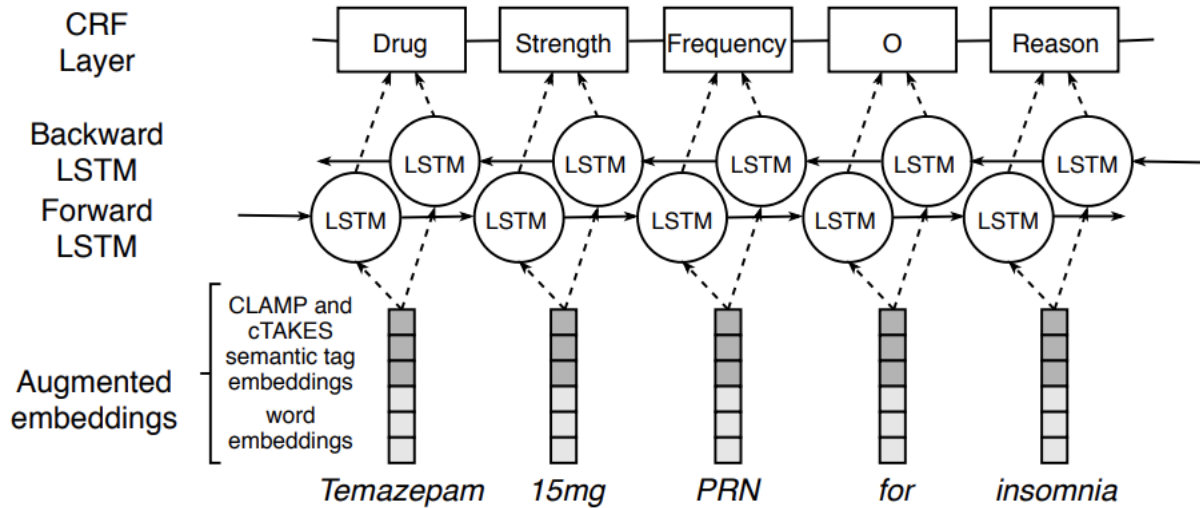 CRF
Layer
Drug
Strength
Frequency
O
Reason
Backward
LSTM
LSTM
LSTM
LSTM
LSTM
LSTM
Forward
LSTM
LSTM
LSTM
LSTM
LSTM
LSTM
Augmented
embeddings
CLAMP and
cTAKES
semantic tag
embeddings
word
embeddings
Temazepam 15mg PRN for insomnia